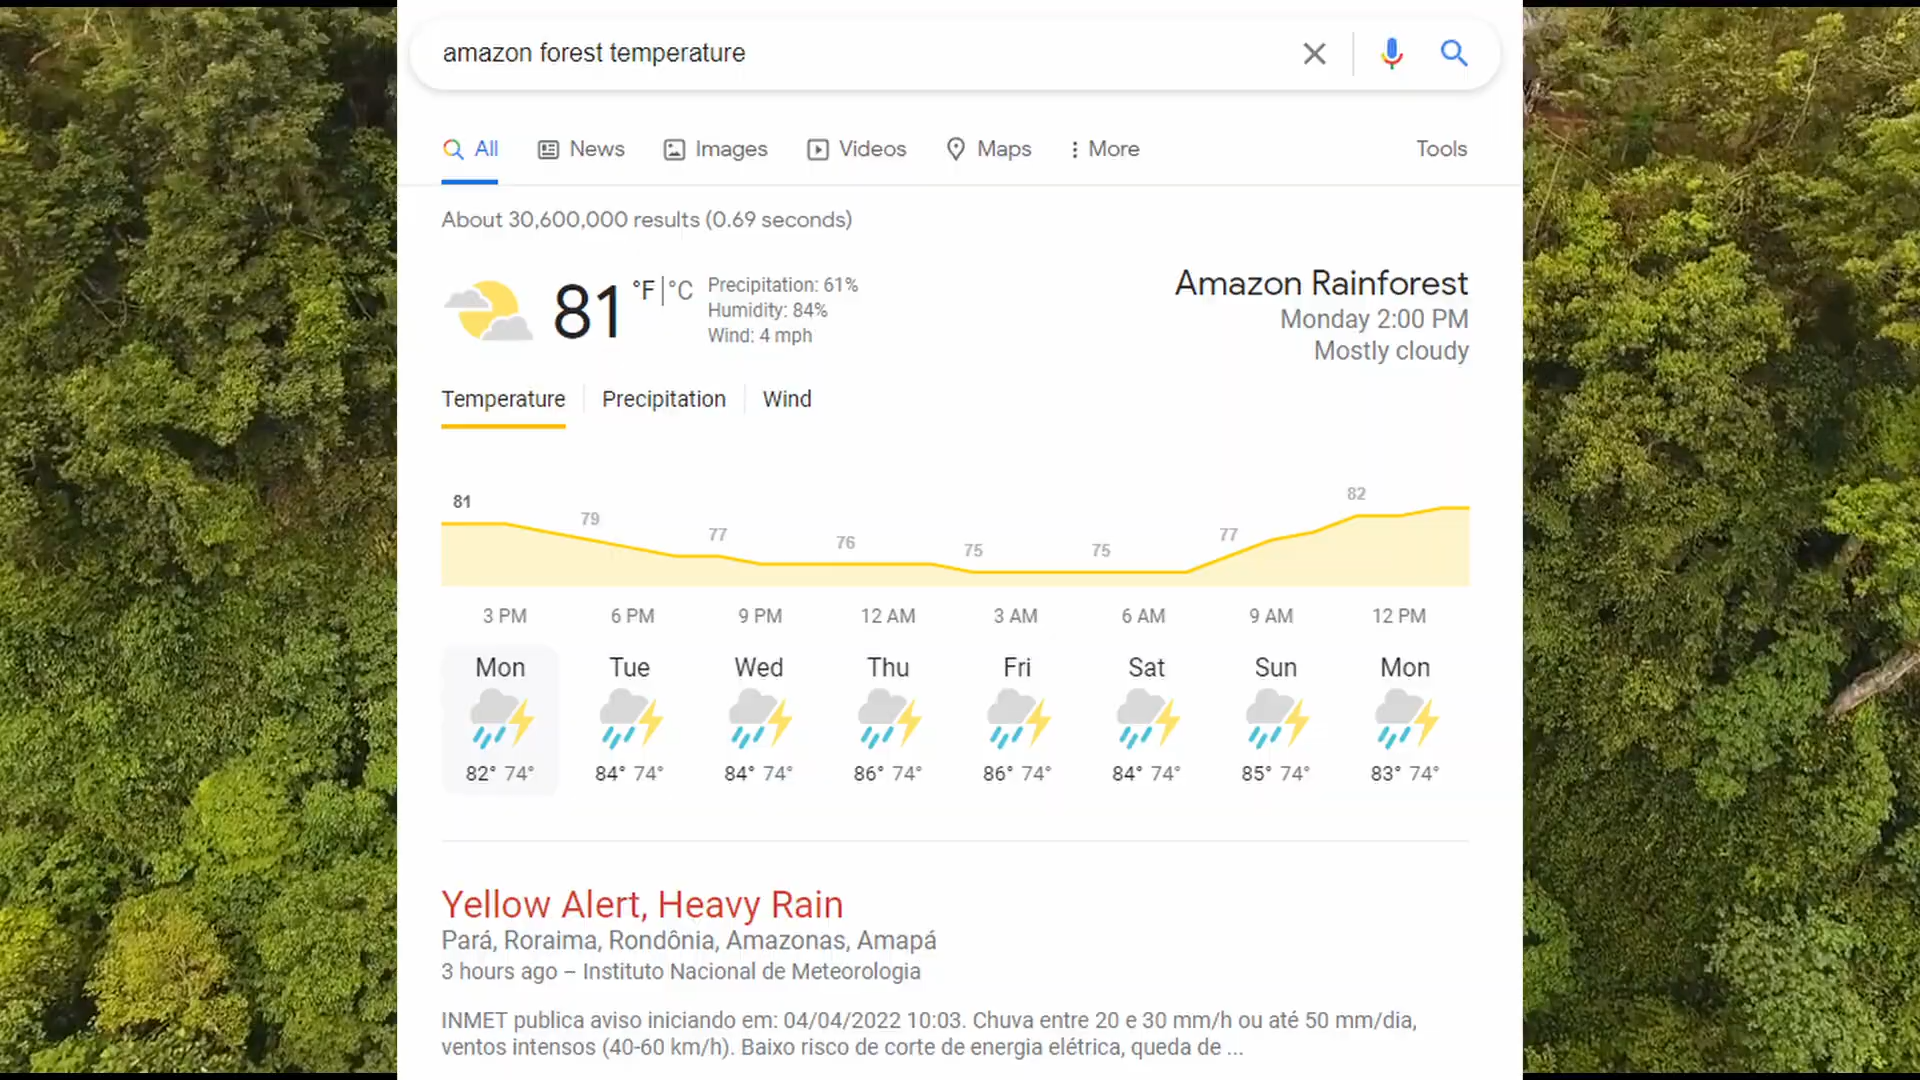 amazon forest temperature
All News Images Videos Maps More Tools
About 30,600,000 results (0.69 seconds)
81 °F | °C
Precipitation: 61%
Humidity: 84%
Wind: 4 mph
Amazon Rainforest
Monday 2:00 PM
Mostly cloudy
Temperature Precipitation Wind
81 79 77 76 75 75 77 82
3 PM 6 PM 9 PM 12 AM 3 AM 6 AM 9 AM 12 PM
Mon Tue Wed Thu Fri Sat Sun Mon
82° 74° 84° 74° 84° 74° 86° 74° 86° 74° 84° 74° 85° 74° 83° 74°
Yellow Alert, Heavy Rain
Pará, Roraima, Rondônia, Amazonas, Amapá
3 hours ago – Instituto Nacional de Meteorologia
INMET publica aviso iniciando em: 04/04/2022 10:03. Chuva entre 20 e 30 mm/h ou até 50 mm/dia,
ventos intensos (40-60 km/h). Baixo risco de corte de energia elétrica, queda de ...